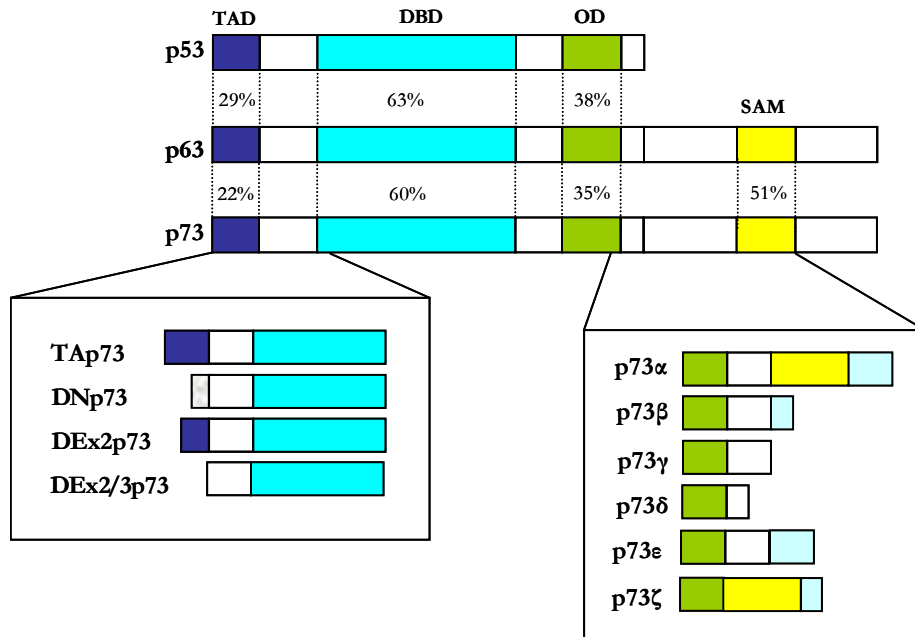 TAD DBD OD
p53
29% 63% 38%
SAM
p63
22% 60% 35% 51%
p73
TAp73
DNp73
DEx2p73
DEx2/3p73
p73α
p73β
p73γ
p73δ
p73ε
p73ζ